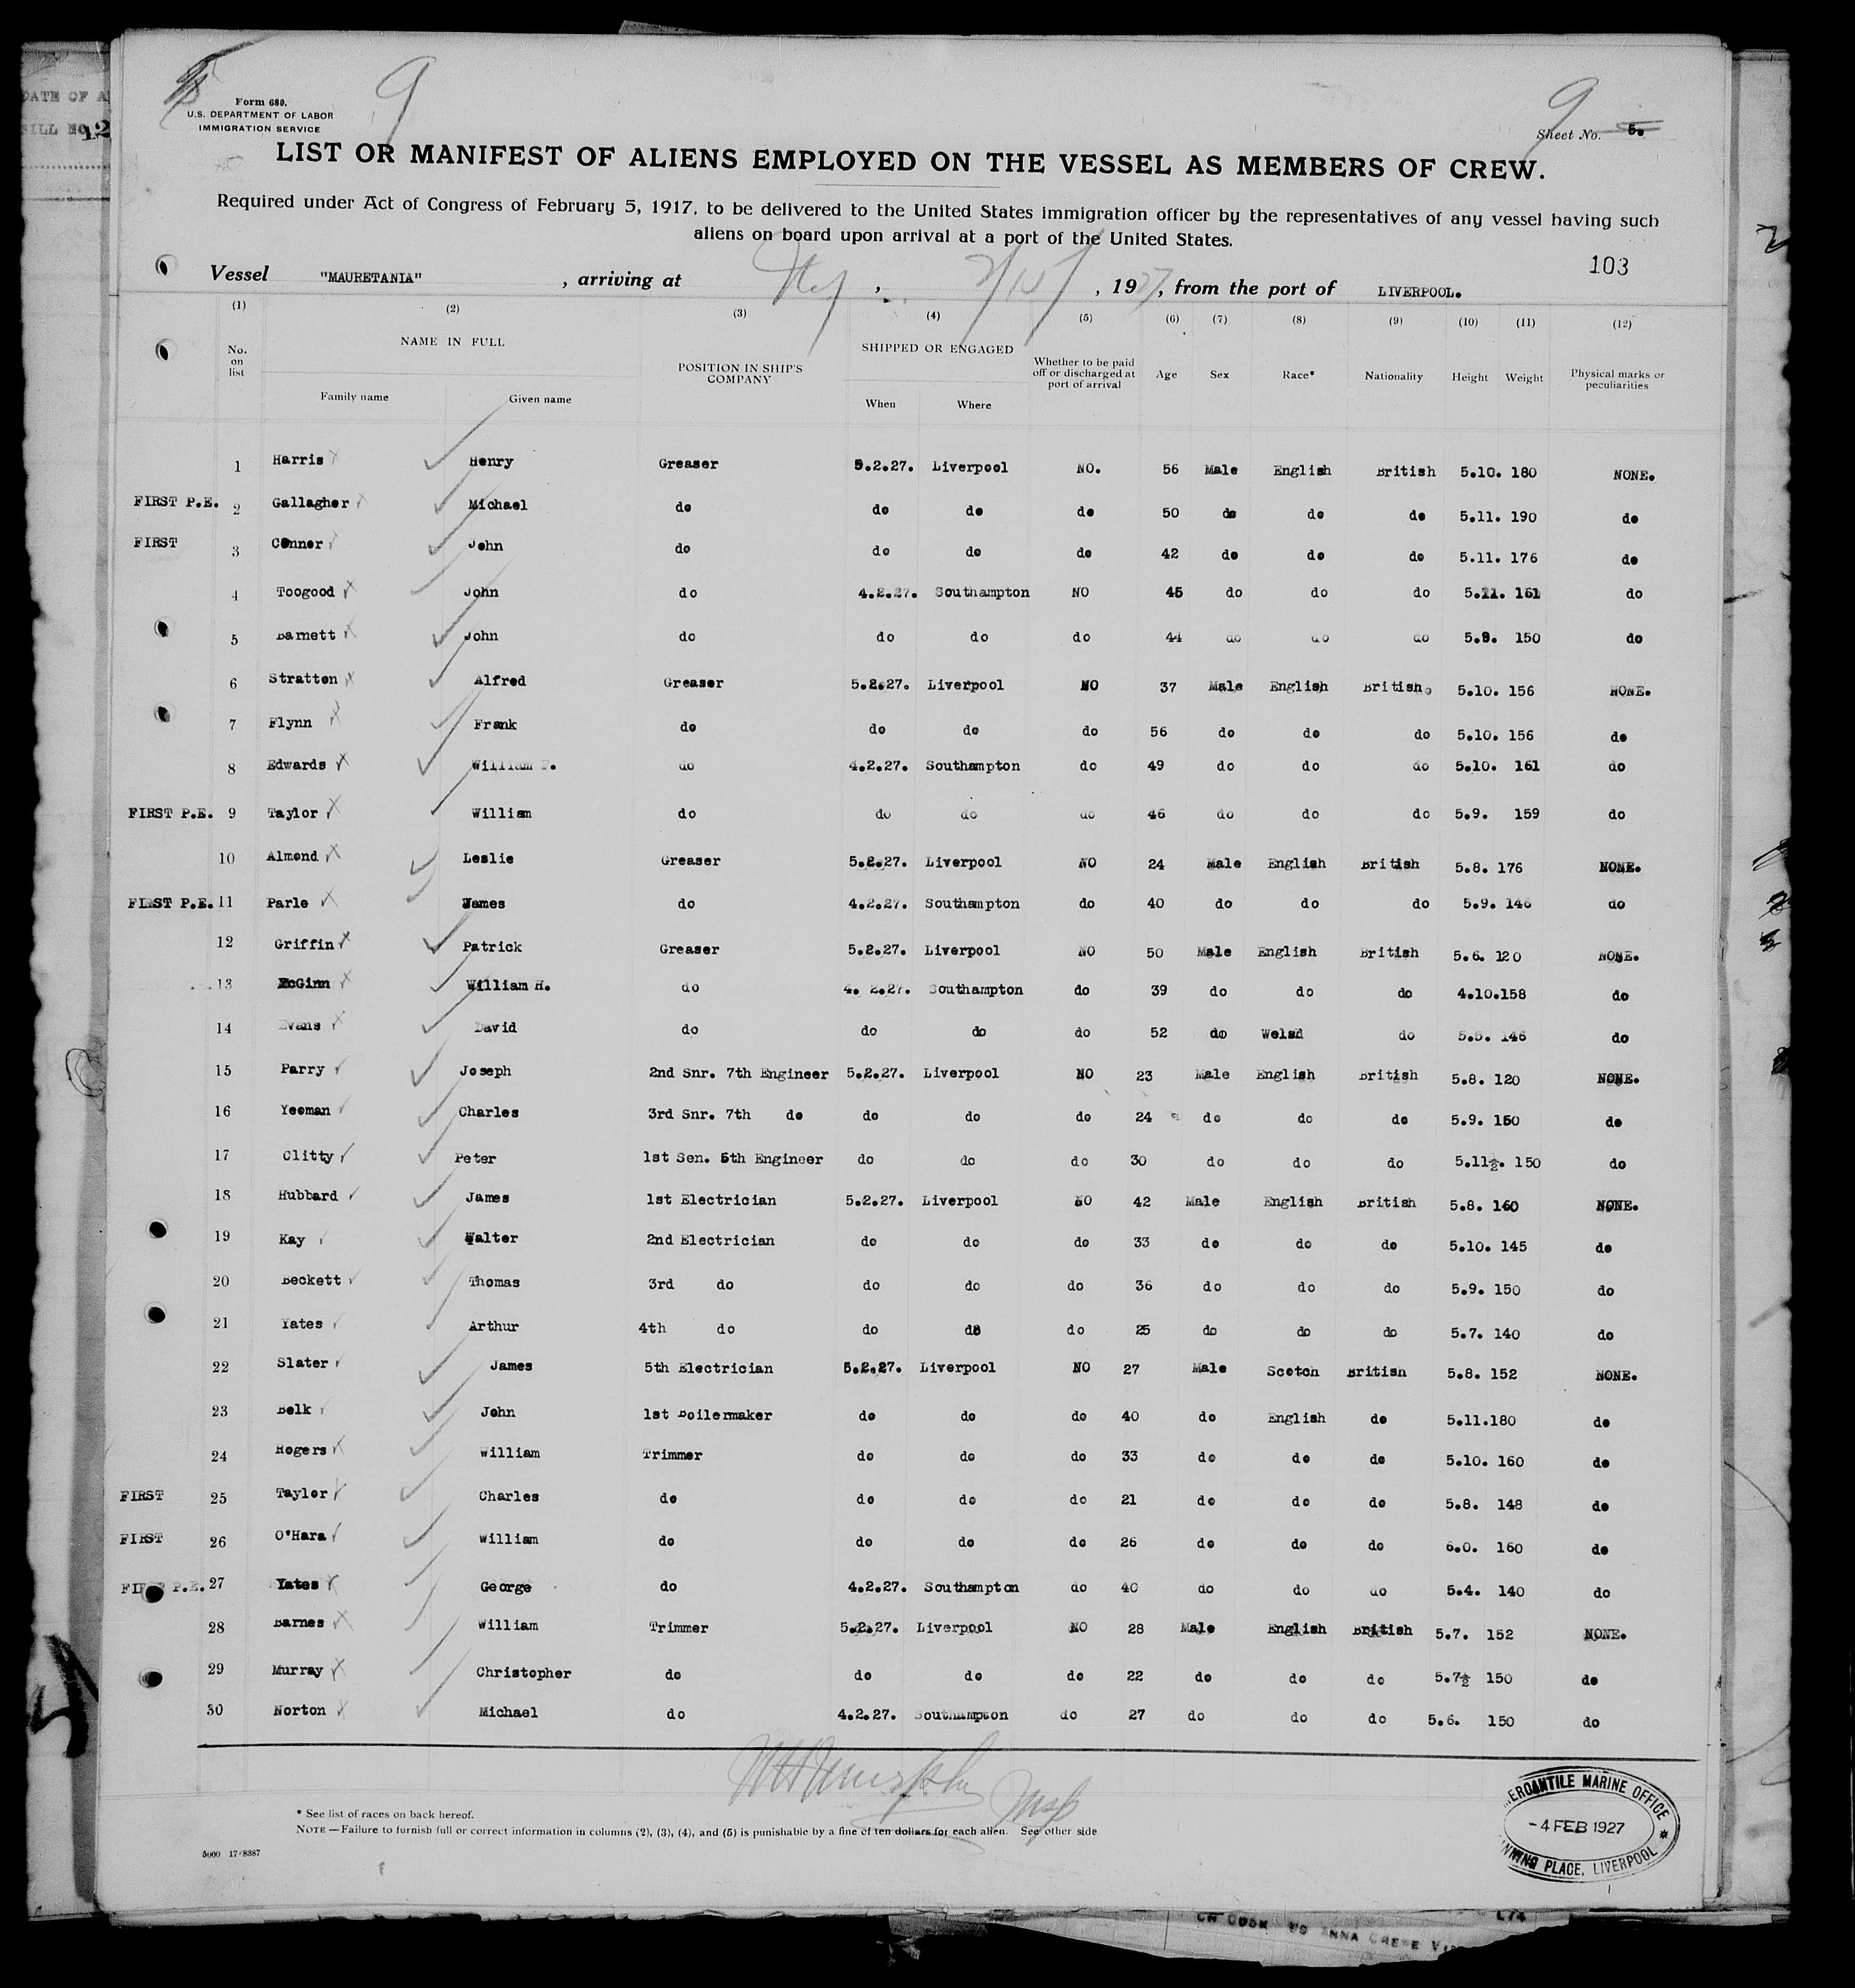 DATE OF A
BILL NO. 12
9
9
Form 689.
U.S. DEPARTMENT OF LABOR
IMMIGRATION SERVICE
Sheet No. 5.
LIST OR MANIFEST OF ALIENS EMPLOYED ON THE VESSEL AS MEMBERS OF CREW.
Required under Act of Congress of February 5, 1917, to be delivered to the United States immigration officer by the representatives of any vessel having such
aliens on board upon arrival at a port of the United States.
103
Vessel "MAURETANIA" , arriving at NY , 2/15/ , 1927, from the port of LIVERPOOL.
(1) (2) (3) (4) (5) (6) (7) (8) (9) (10) (11) (12)
No. on list NAME IN FULL POSITION IN SHIP'S COMPANY SHIPPED OR ENGAGED Whether to be paid off or discharged at port of arrival Age Sex Race* Nationality Height Weight Physical marks or peculiarities
Family name Given name When Where
1 Harris Henry Greaser 5.2.27. Liverpool NO. 56 Male English British 5.10. 180 NONE.
FIRST P.E. 2 Gallagher Michael do do do do 50 do do do 5.11. 190 do
FIRST 3 Conner John do do do do 42 do do do 5.11. 176 do
4 Toogood John do 4.2.27. Southampton NO 45 do do do 5.11. 161 do
5 Barnett John do do do do 44 do do do 5.9. 150 do
6 Stratton Alfred Greaser 5.2.27. Liverpool NO 37 Male English British. 5.10. 156 NONE.
7 Flynn Frank do do do do 56 do do do 5.10. 156 do
8 Edwards William F. do 4.2.27. Southampton do 49 do do do 5.10. 161 do
FIRST P.E. 9 Taylor William do do do do 46 do do do 5.9. 159 do
10 Almond Leslie Greaser 5.2.27. Liverpool NO 24 Male English British 5.8. 176 NONE.
FIRST P.E. 11 Parle James do 4.2.27. Southampton do 40 do do do 5.9. 146 do
12 Griffin Patrick Greaser 5.2.27. Liverpool NO 50 Male English British 5.6. 120 NONE.
13 McGinn William H. do 4. 2.27. Southampton do 39 do do do 4.10.158 do
14 Evans David do do do do 52 do Welsd do 5.5. 146 do
15 Parry Joseph 2nd Snr. 7th Engineer 5.2.27. Liverpool NO 23 Male English British 5.8. 120 NONE.
16 Yeoman Charles 3rd Snr. 7th do do do do 24 do do do 5.9. 150 do
17 Clitty Peter 1st Sen. 5th Engineer do do do 30 do do do 5.11½. 150 do
18 Hubbard James 1st Electrician 5.2.27. Liverpool NO 42 Male English British 5.8. 160 NONE.
19 Kay Walter 2nd Electrician do do do 33 do do do 5.10. 145 do
20 Beckett Thomas 3rd do do do do 36 do do do 5.9. 150 do
21 Yates Arthur 4th do do do do 25 do do do 5.7. 140 do
22 Slater James 5th Electrician 5.2.27. Liverpool NO 27 Male Scotch British 5.8. 152 NONE.
23 Belk John 1st Boilermaker do do do 40 do English do 5.11.180 do
24 Rogers William Trimmer do do do 33 do do do 5.10. 160 do
FIRST 25 Taylor Charles do do do do 21 do do do 5.8. 148 do
FIRST 26 O'Hara William do do do do 26 do do do 6.0. 160 do
FIRST P.E. 27 Yates George do 4.2.27. Southampton do 40 do do do 5.4. 140 do
28 Barnes William Trimmer 5.2.27. Liverpool NO 28 Male English British 5.7. 152 NONE.
29 Murray Christopher do do do do 22 do do do 5.7½ 150 do
30 Norton Michael do 4.2.27. Southampton do 27 do do do 5.6. 150 do
* See list of races on back hereof.
NOTE—Failure to furnish full or correct information in columns (2), (3), (4), and (5) is punishable by a fine of ten dollars for each alien. See other side
5000 17/8387
MERCANTILE MARINE OFFICE
-4 FEB 1927
PLACE, LIVERPOOL